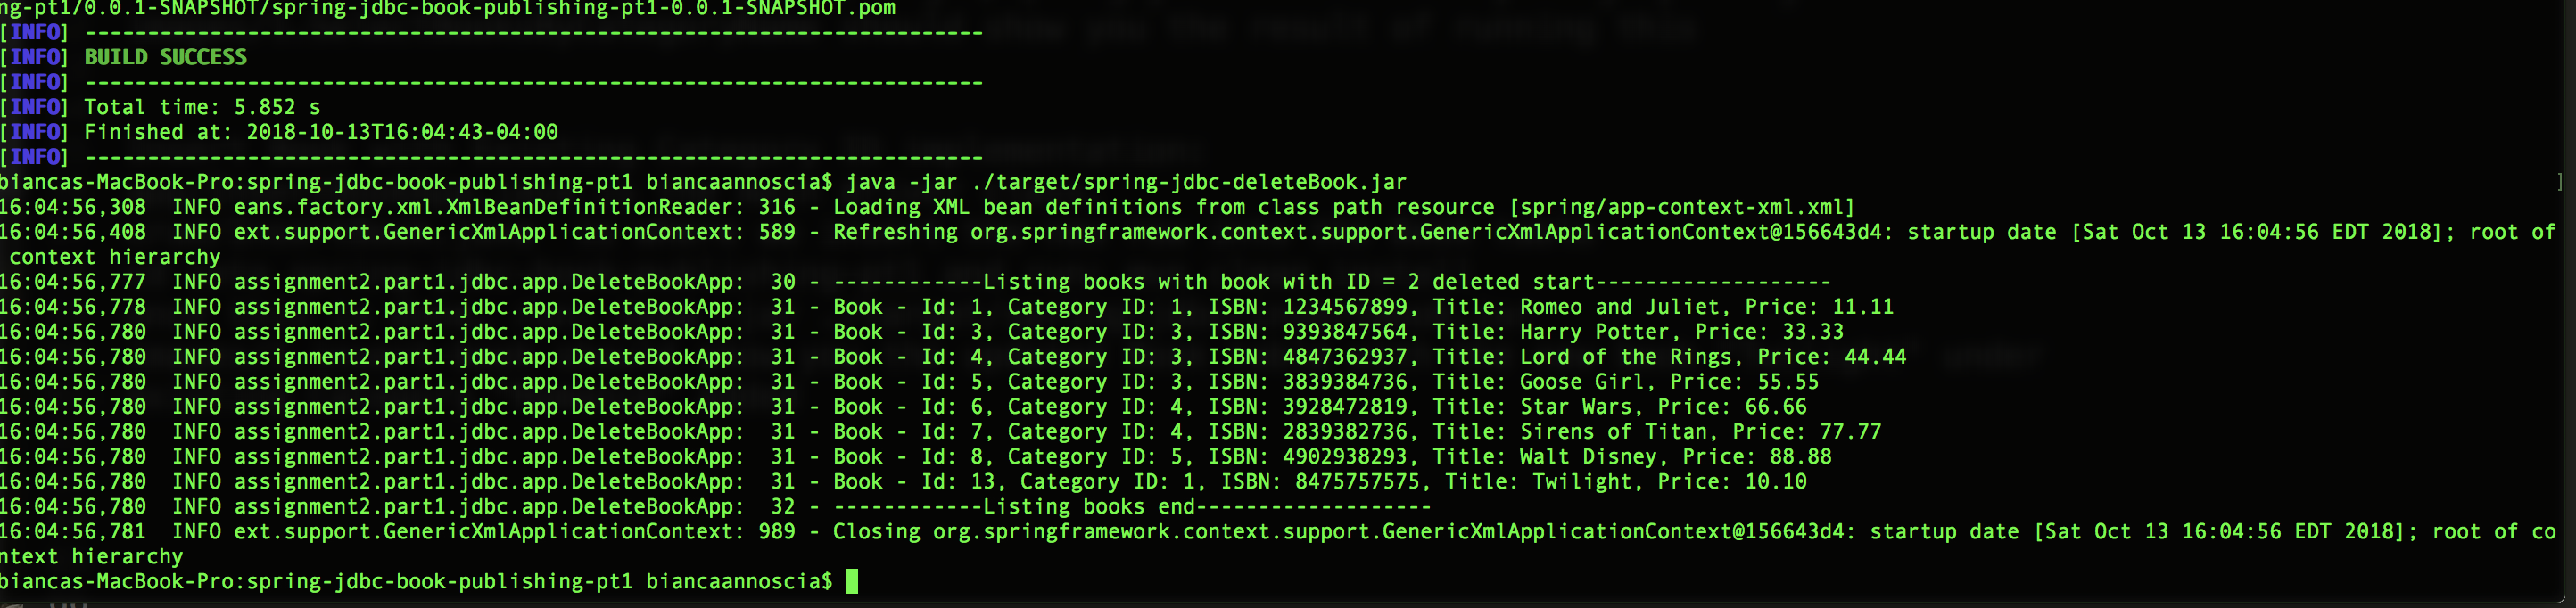 ng-pt1/0.0.1-SNAPSHOT/spring-jdbc-book-publishing-pt1-0.0.1-SNAPSHOT.pom
[INFO] ------------------------------------------------------------------------
[INFO] BUILD SUCCESS
[INFO] ------------------------------------------------------------------------
[INFO] Total time: 5.852 s
[INFO] Finished at: 2018-10-13T16:04:43-04:00
[INFO] ------------------------------------------------------------------------
biancas-MacBook-Pro:spring-jdbc-book-publishing-pt1 biancaannoscia$ java -jar ./target/spring-jdbc-deleteBook.jar ]
16:04:56,308  INFO eans.factory.xml.XmlBeanDefinitionReader: 316 - Loading XML bean definitions from class path resource [spring/app-context-xml.xml]
16:04:56,408  INFO ext.support.GenericXmlApplicationContext: 589 - Refreshing org.springframework.context.support.GenericXmlApplicationContext@156643d4: startup date [Sat Oct 13 16:04:56 EDT 2018]; root of
 context hierarchy
16:04:56,777  INFO assignment2.part1.jdbc.app.DeleteBookApp:  30 - ------------Listing books with book with ID = 2 deleted start-------------------
16:04:56,778  INFO assignment2.part1.jdbc.app.DeleteBookApp:  31 - Book - Id: 1, Category ID: 1, ISBN: 1234567899, Title: Romeo and Juliet, Price: 11.11
16:04:56,780  INFO assignment2.part1.jdbc.app.DeleteBookApp:  31 - Book - Id: 3, Category ID: 3, ISBN: 9393847564, Title: Harry Potter, Price: 33.33
16:04:56,780  INFO assignment2.part1.jdbc.app.DeleteBookApp:  31 - Book - Id: 4, Category ID: 3, ISBN: 4847362937, Title: Lord of the Rings, Price: 44.44
16:04:56,780  INFO assignment2.part1.jdbc.app.DeleteBookApp:  31 - Book - Id: 5, Category ID: 3, ISBN: 3839384736, Title: Goose Girl, Price: 55.55
16:04:56,780  INFO assignment2.part1.jdbc.app.DeleteBookApp:  31 - Book - Id: 6, Category ID: 4, ISBN: 3928472819, Title: Star Wars, Price: 66.66
16:04:56,780  INFO assignment2.part1.jdbc.app.DeleteBookApp:  31 - Book - Id: 7, Category ID: 4, ISBN: 2839382736, Title: Sirens of Titan, Price: 77.77
16:04:56,780  INFO assignment2.part1.jdbc.app.DeleteBookApp:  31 - Book - Id: 8, Category ID: 5, ISBN: 4902938293, Title: Walt Disney, Price: 88.88
16:04:56,780  INFO assignment2.part1.jdbc.app.DeleteBookApp:  31 - Book - Id: 13, Category ID: 1, ISBN: 8475757575, Title: Twilight, Price: 10.10
16:04:56,780  INFO assignment2.part1.jdbc.app.DeleteBookApp:  32 - ------------Listing books end-------------------
16:04:56,781  INFO ext.support.GenericXmlApplicationContext: 989 - Closing org.springframework.context.support.GenericXmlApplicationContext@156643d4: startup date [Sat Oct 13 16:04:56 EDT 2018]; root of co
ntext hierarchy
biancas-MacBook-Pro:spring-jdbc-book-publishing-pt1 biancaannoscia$